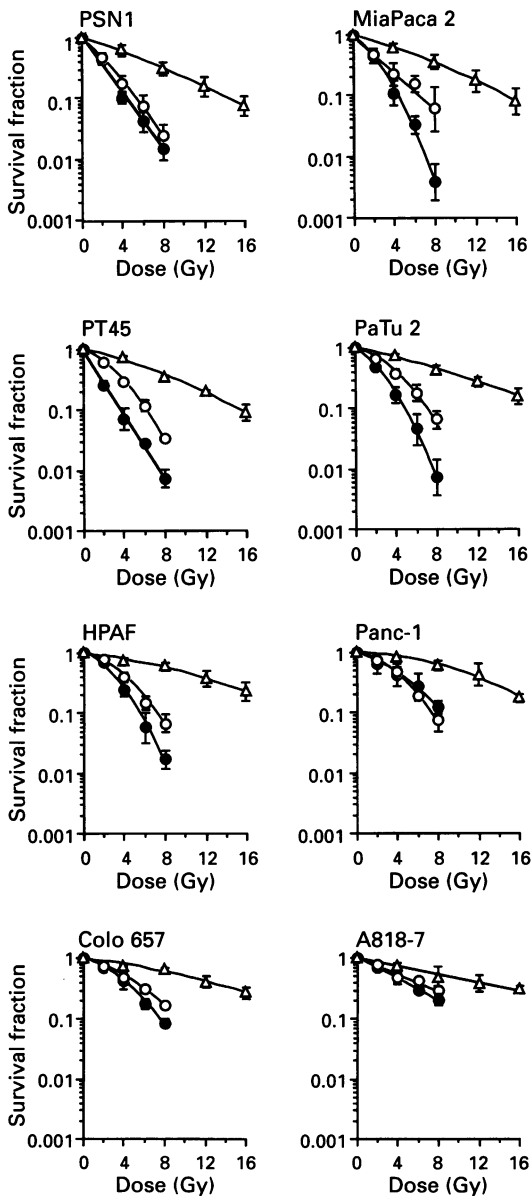 PSN1
1
0.1
0.01
0.001
Survival fraction
0 4 8 12 16
Dose (Gy)
MiaPaca 2
1
0.1
0.01
0.001
0 4 8 12 16
Dose (Gy)
PT45
1
0.1
0.01
0.001
Survival fraction
0 4 8 12 16
Dose (Gy)
PaTu 2
1
0.1
0.01
0.001
0 4 8 12 16
Dose (Gy)
HPAF
1
0.1
0.01
0.001
Survival fraction
0 4 8 12 16
Dose (Gy)
Panc-1
1
0.1
0.01
0.001
0 4 8 12 16
Dose (Gy)
Colo 657
1
0.1
0.01
0.001
Survival fraction
0 4 8 12 16
Dose (Gy)
A818-7
1
0.1
0.01
0.001
0 4 8 12 16
Dose (Gy)